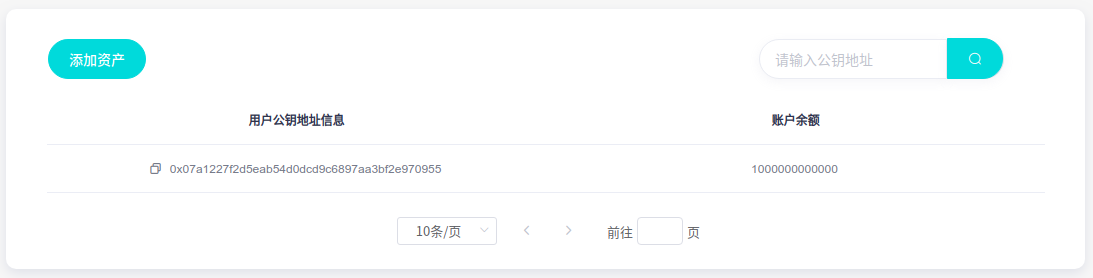 添加资产
请输入公钥地址
用户公钥地址信息 账户余额
0x07a1227f2d5eab54d0dcd9c6897aa3bf2e970955 1000000000000
10条/页 前往 页